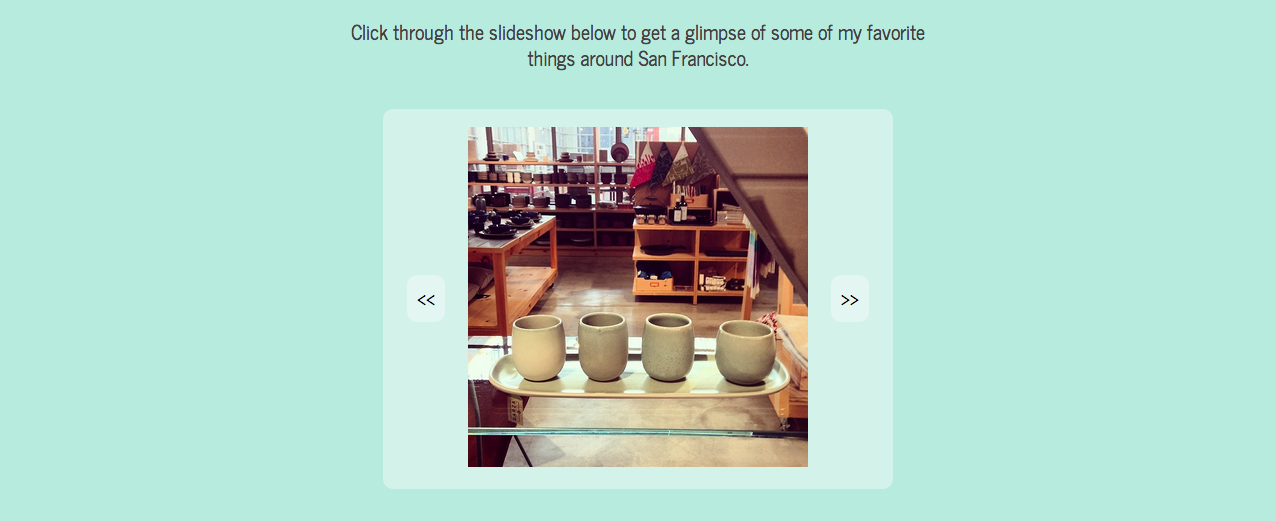 Click through the slideshow below to get a glimpse of some of my favorite
things around San Francisco.
<< >>